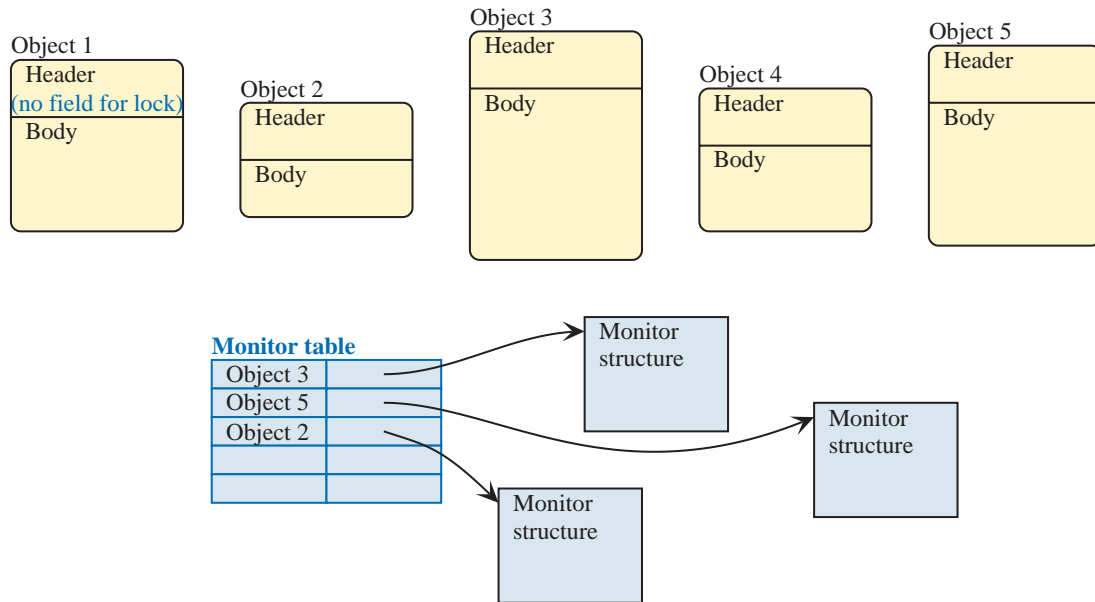 Object 1
Header
(no field for lock)
Body
Object 2
Header
Body
Object 3
Header
Body
Object 4
Header
Body
Object 5
Header
Body
Monitor table
Object 3
Object 5
Object 2
Monitor
structure
Monitor
structure
Monitor
structure